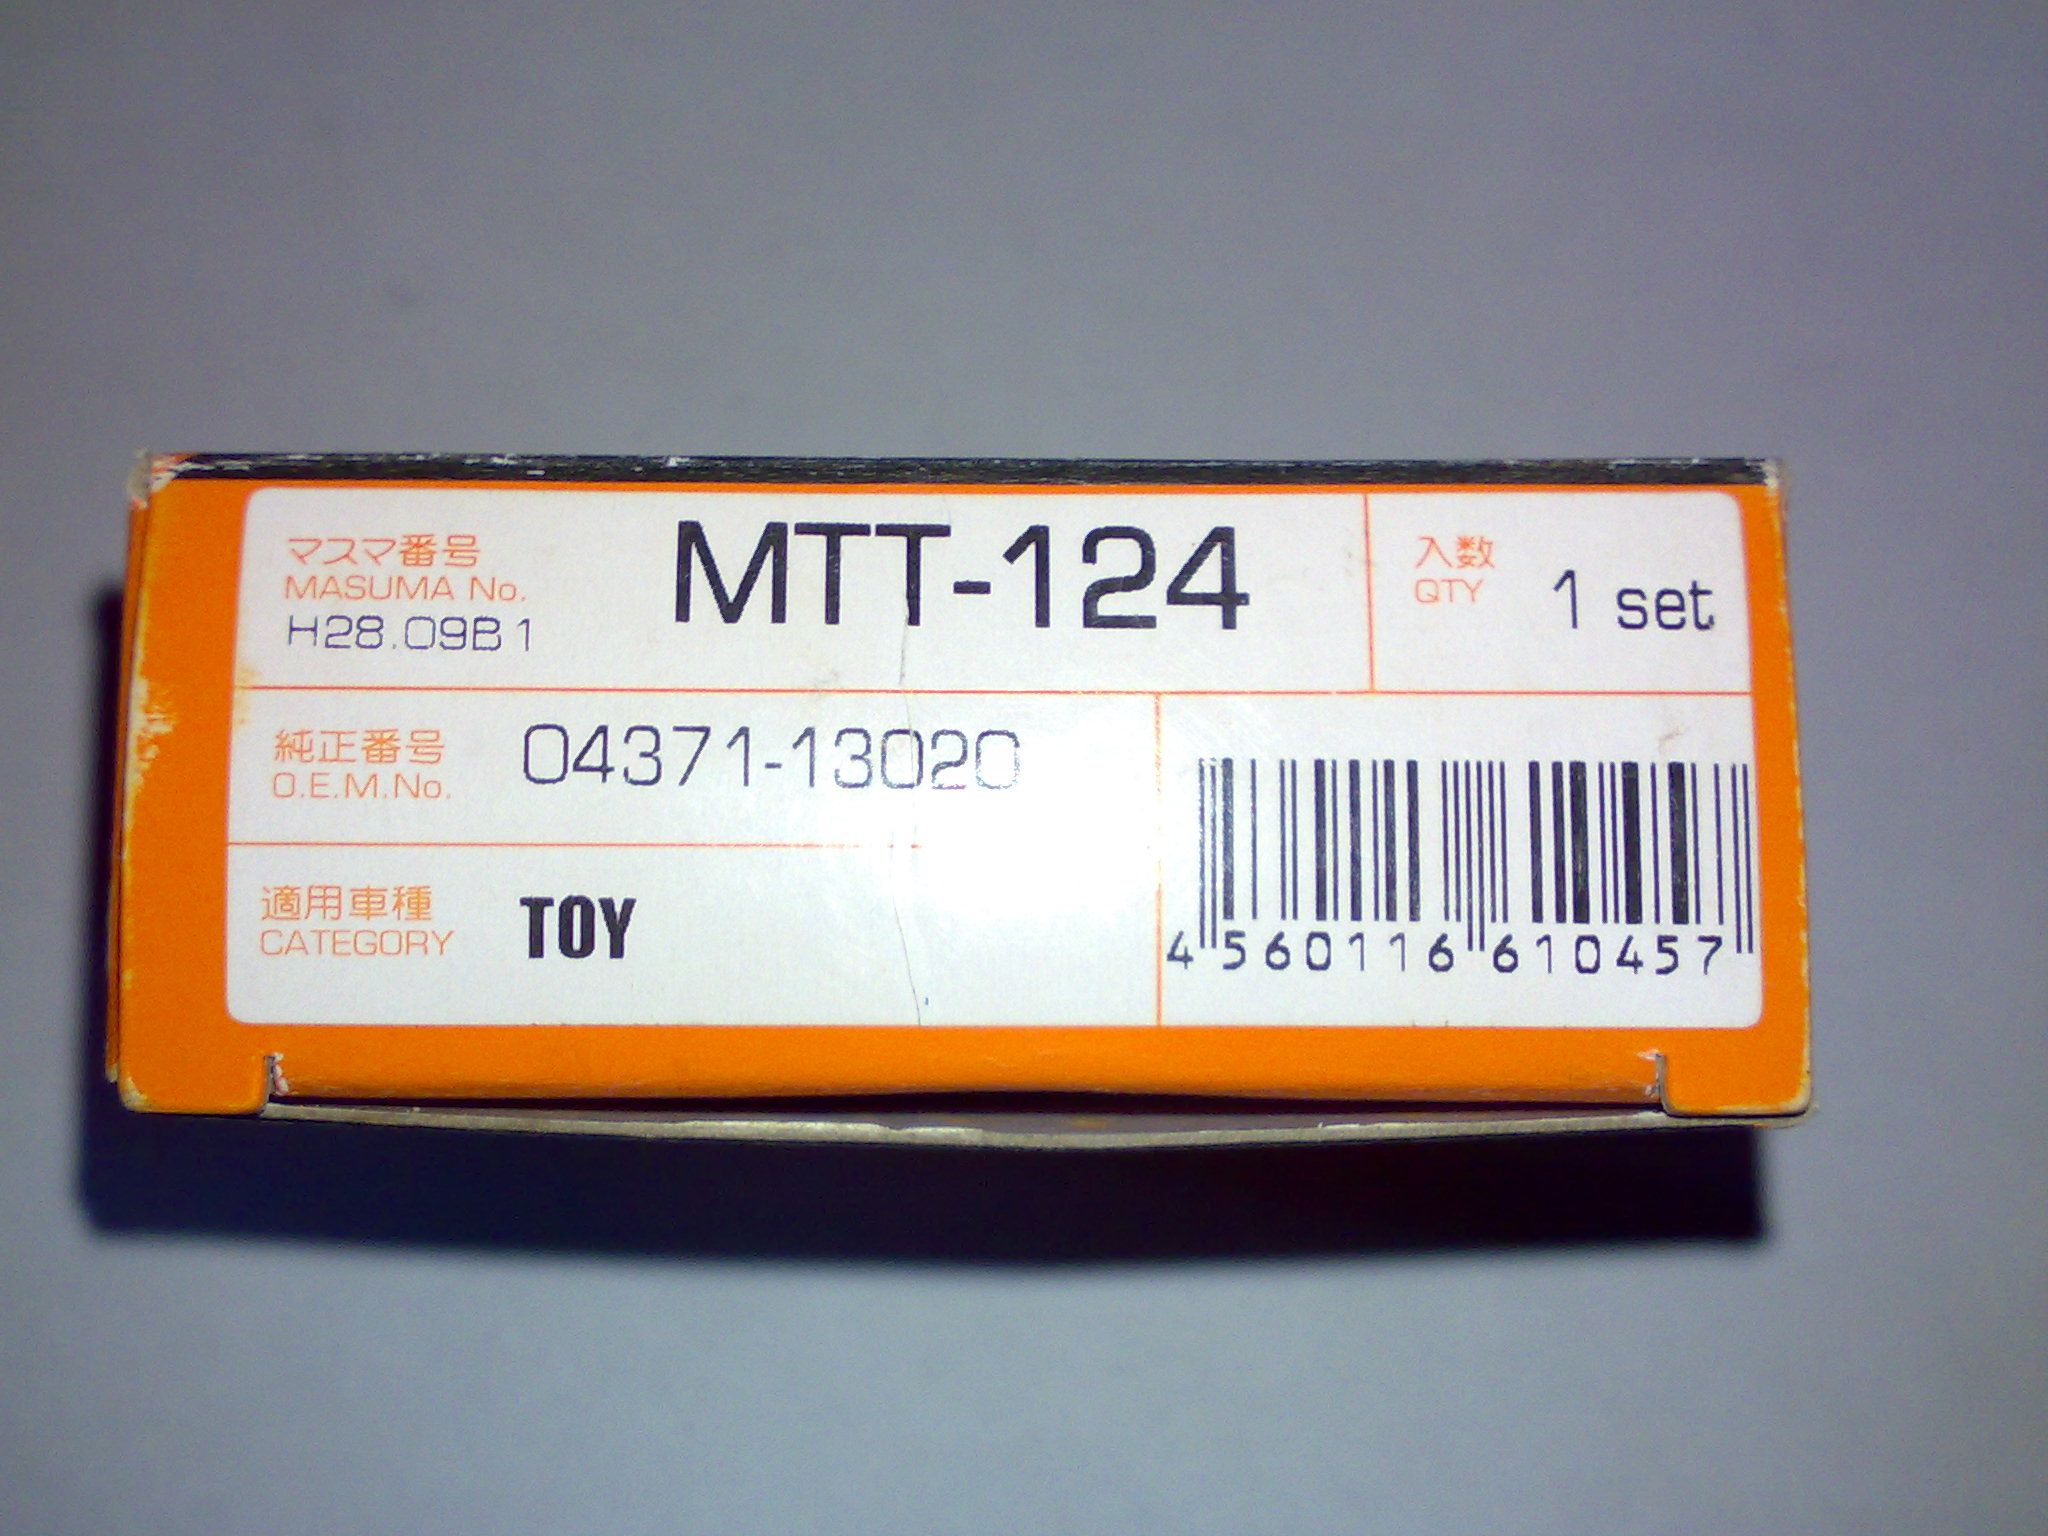 マスマ番号
MASUMA No.
H28.09B1
MTT-124
入数
QTY
1 set
純正番号
O.E.M.No.
04371-13020
適用車種
CATEGORY
TOY
4 560116 610457